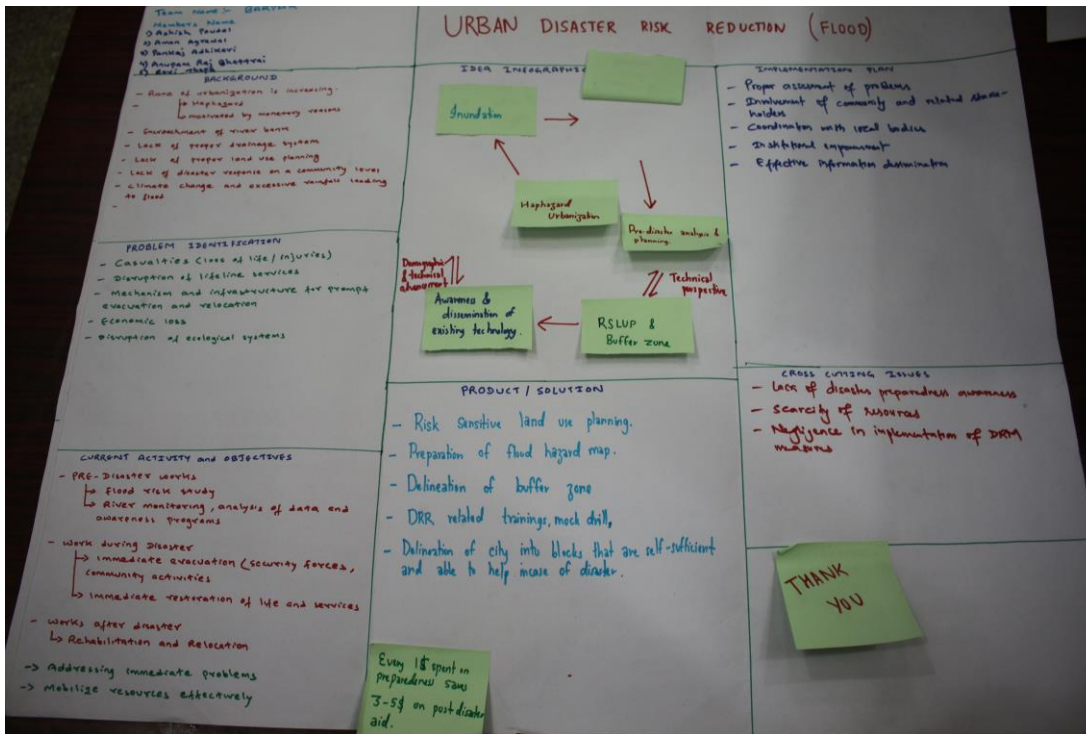 Team Name :-
Members Name
1) Ashish Poudel
2) Aman Agrawal
3) Pankaj Adhikari
4) Anupam Raj Bhattarai
URBAN DISASTER RISK REDUCTION (FLOOD)
BACKGROUND
- Rate of urbanization is increasing.
↳ Haphazard
↳ motivated by monetary reasons
- Encroachment of river bank
- Lack of proper drainage system
- Lack of proper land use planning
- Lack of disaster response on a community level
- climate change and excessive rainfall leading
to flood
-
PROBLEM IDENTIFICATION
- Casualties (loss of life / injuries)
- Disruption of lifeline services
- Mechanism and infrastructure for prompt
evacuation and relocation
- Economic loss
- Disruption of ecological systems
CURRENT ACTIVITY and OBJECTIVES
- PRE-Disaster works
↳ Flood risk study
↳ River monitoring, analysis of data and
awareness programs
- Work during Disaster
↳ Immediate evacuation (security forces,
community activities
↳ Immediate restoration of life and services
- Works after disaster
↳ Rehabilitation and Relocation
→ Addressing immediate problems
→ Mobilize resources effectively
IDEA INFOGRAPHIC
Inundation
Haphazard
Urbanization
Pre-disaster analysis &
planning.
Demographic
& technical
Technical
perspective
Awareness &
dissemination of
existing technology.
RSLUP &
Buffer zone
PRODUCT / SOLUTION
- Risk Sensitive land use planning.
- Preparation of flood hazard map.
- Delineation of buffer zone
- DRR related trainings, mock drill,
- Delineation of city into blocks that are self-sufficient
and able to help incase of disaster.
Every 1$ spent on
preparedness saves
3-5$ on post disaster
aid.
IMPLEMENTATION PLAN
- Proper assesment of problems
- Involvement of community and related stake-
holders
- Coordination with local bodies
- Institutional empowerment
- Effective information dissemination
CROSS CUTTING ISSUES
- Lack of disaster preparedness awareness
- Scarcity of resources
- Negligence in implementation of DRM
measures
THANK
YOU